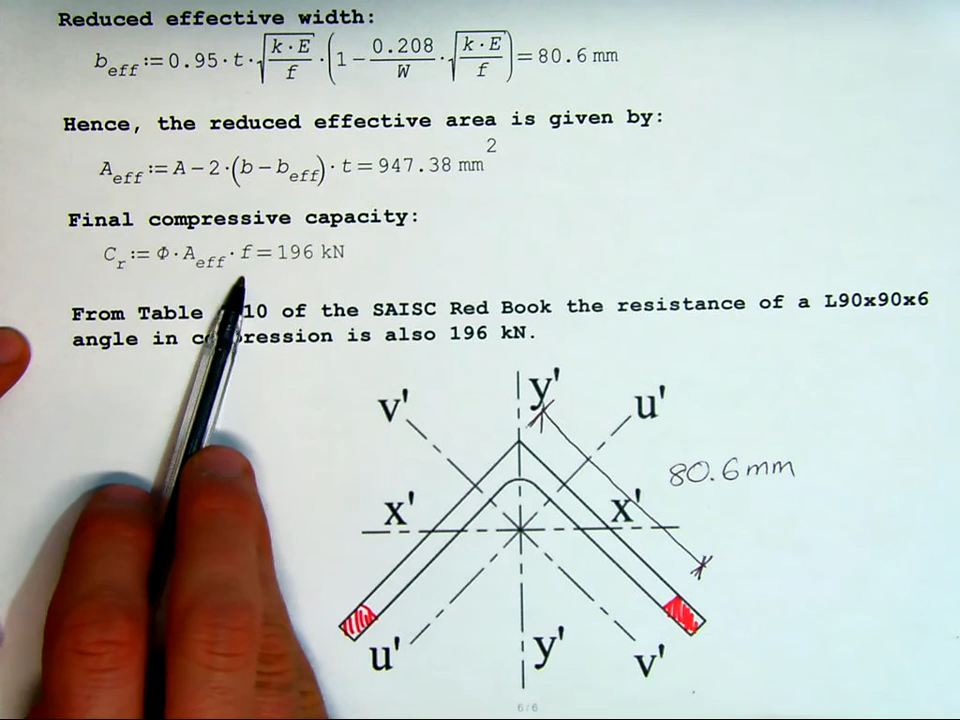 Reduced effective width:
b_eff := 0.95·t·√(k·E/f)·(1 − 0.208/W·√(k·E/f)) = 80.6 mm
Hence, the reduced effective area is given by:
A_eff := A − 2·(b − b_eff)·t = 947.38 mm²
Final compressive capacity:
C_r := Φ·A_eff·f = 196 kN
From Table 10 of the SAISC Red Book the resistance of a L90x90x6
angle in ression is also 196 kN.
y'
v' u'
80.6mm
x' x'
u' y' v'
6/6